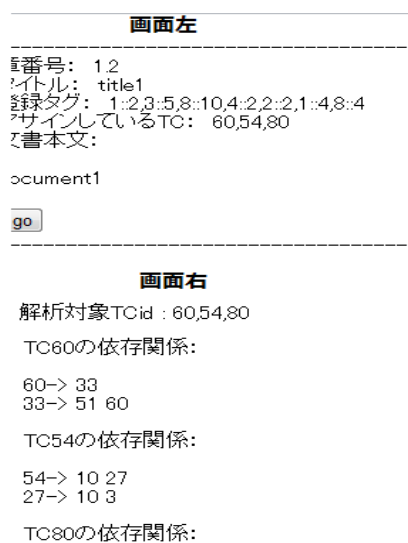 画面左
章番号: 1.2
タイトル: title1
登録タグ: 1::2,3::5,8::10,4::2,2::2,1::4,8::4
アサインしているTC: 60,54,80
文書本文:
ocument1
go
画面右
解析対象TCid : 60,54,80
TC60の依存関係:
60-> 33
33-> 51 60
TC54の依存関係:
54-> 10 27
27-> 10 3
TC80の依存関係: